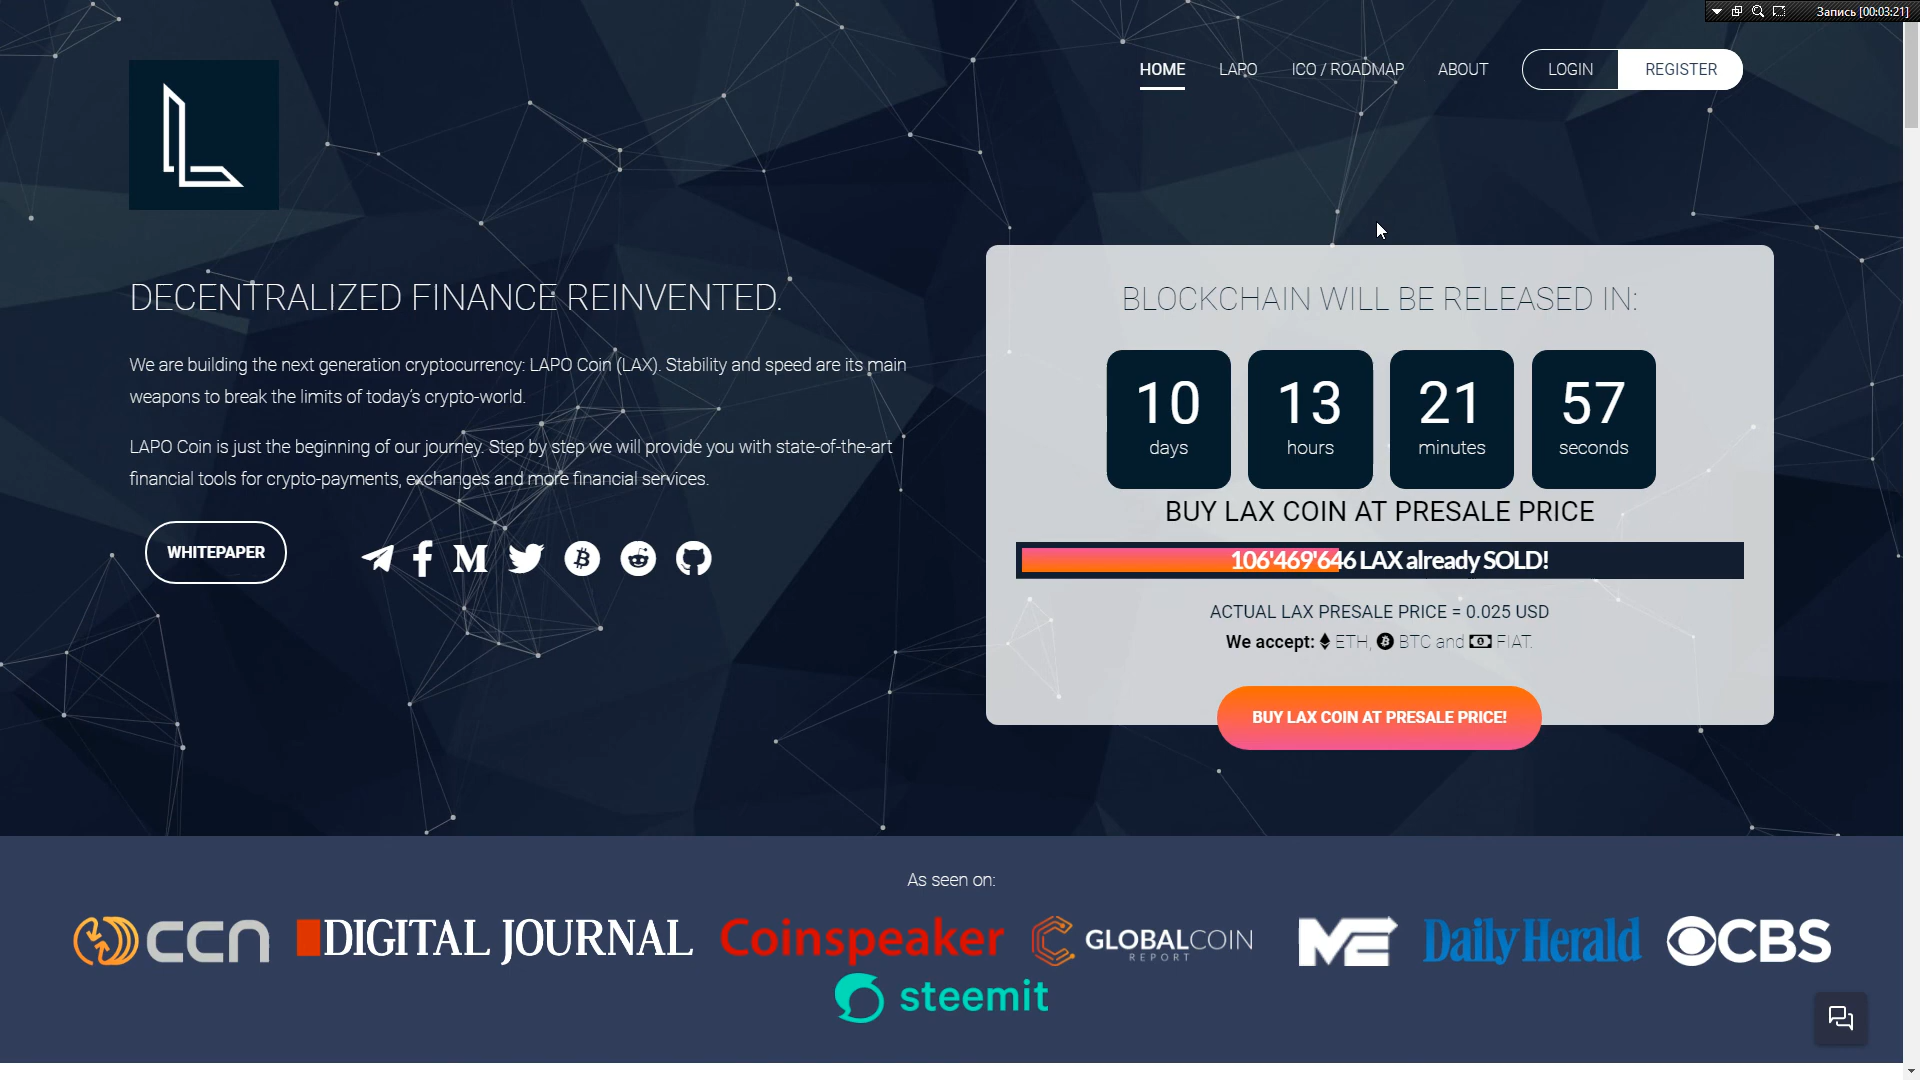 Запись [00:03:21]
HOME LAPO ICO / ROADMAP ABOUT LOGIN REGISTER
DECENTRALIZED FINANCE REINVENTED.
We are building the next generation cryptocurrency: LAPO Coin (LAX). Stability and speed are its main
weapons to break the limits of today’s crypto-world.
LAPO Coin is just the beginning of our journey. Step by step we will provide you with state-of-the-art
financial tools for crypto-payments, exchanges and more financial services.
WHITEPAPER
BLOCKCHAIN WILL BE RELEASED IN:
10 13 21 57
days hours minutes seconds
BUY LAX COIN AT PRESALE PRICE
106'469'646 LAX already SOLD!
ACTUAL LAX PRESALE PRICE = 0.025 USD
We accept: ETH, BTC and FIAT.
BUY LAX COIN AT PRESALE PRICE!
As seen on:
CCN DIGITAL JOURNAL Coinspeaker GLOBALCOIN REPORT ME Daily Herald CBS
steemit